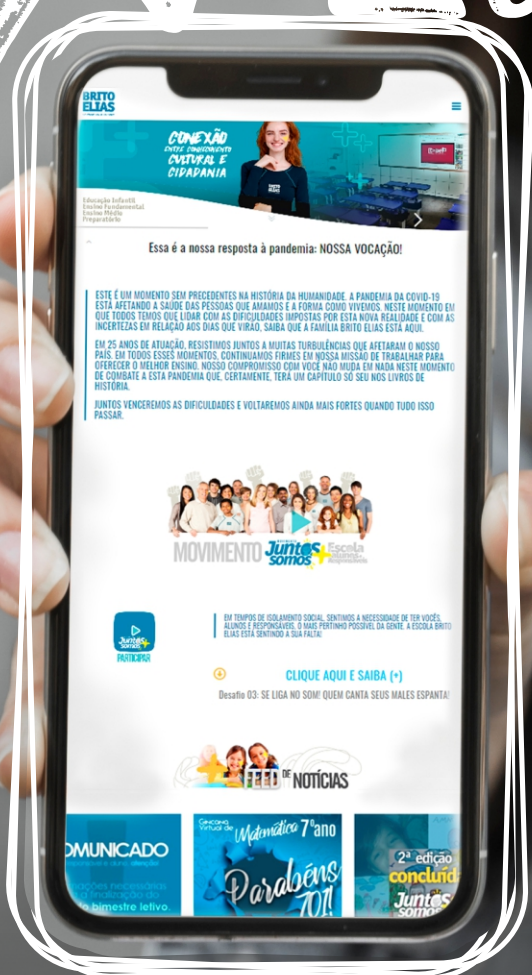 BRITO
ELIAS
CONEXÃO
ENTRE CONHECIMENTO
CULTURAL E
CIDADANIA
Educação Infantil
Ensino Fundamental
Ensino Médio
Preparatório
Essa é a nossa resposta à pandemia: NOSSA VOCAÇÃO!
ESTE É UM MOMENTO SEM PRECEDENTES NA HISTÓRIA DA HUMANIDADE. A PANDEMIA DA COVID-19
ESTÁ AFETANDO A SAÚDE DAS PESSOAS QUE AMAMOS E A FORMA COMO VIVEMOS. NESTE MOMENTO EM
QUE TODOS TEMOS QUE LIDAR COM AS DIFICULDADES IMPOSTAS POR ESTA NOVA REALIDADE E COM AS
INCERTEZAS EM RELAÇÃO AOS DIAS QUE VIRÃO, SAIBA QUE A FAMÍLIA BRITO ELIAS ESTÁ AQUI.
EM 25 ANOS DE ATUAÇÃO, RESISTIMOS JUNTOS A MUITAS TURBULÊNCIAS QUE AFETARAM O NOSSO
PAÍS. EM TODOS ESSES MOMENTOS, CONTINUAMOS FIRMES EM NOSSA MISSÃO DE TRABALHAR PARA
OFERECER O MELHOR ENSINO. NOSSO COMPROMISSO COM VOCÊ NÃO MUDA EM NADA NESTE MOMENTO
DE COMBATE A ESTA PANDEMIA QUE, CERTAMENTE, TERÁ UM CAPÍTULO SÓ SEU NOS LIVROS DE
HISTÓRIA.
JUNTOS VENCEREMOS AS DIFICULDADES E VOLTAREMOS AINDA MAIS FORTES QUANDO TUDO ISSO
PASSAR.
MOVIMENTO Juntos somos + Escola
Juntos
somos+
PARTICIPAR
EM TEMPOS DE ISOLAMENTO SOCIAL, SENTIMOS A NECESSIDADE DE TER VOCÊS,
ALUNOS E RESPONSÁVEIS, O MAIS PERTINHO POSSÍVEL DA GENTE. A ESCOLA BRITO
ELIAS ESTÁ SENTINDO A SUA FALTA!
CLIQUE AQUI E SAIBA (+)
Desafio 03: SE LIGA NO SOM! QUEM CANTA SEUS MALES ESPANTA!
FEED DE NOTÍCIAS
OMUNICADO
bimestre letivo.
Gincana
Virtual de Matemática 7ºano
Parabéns
701!
2ª edição
concluíd
Juntos
somos